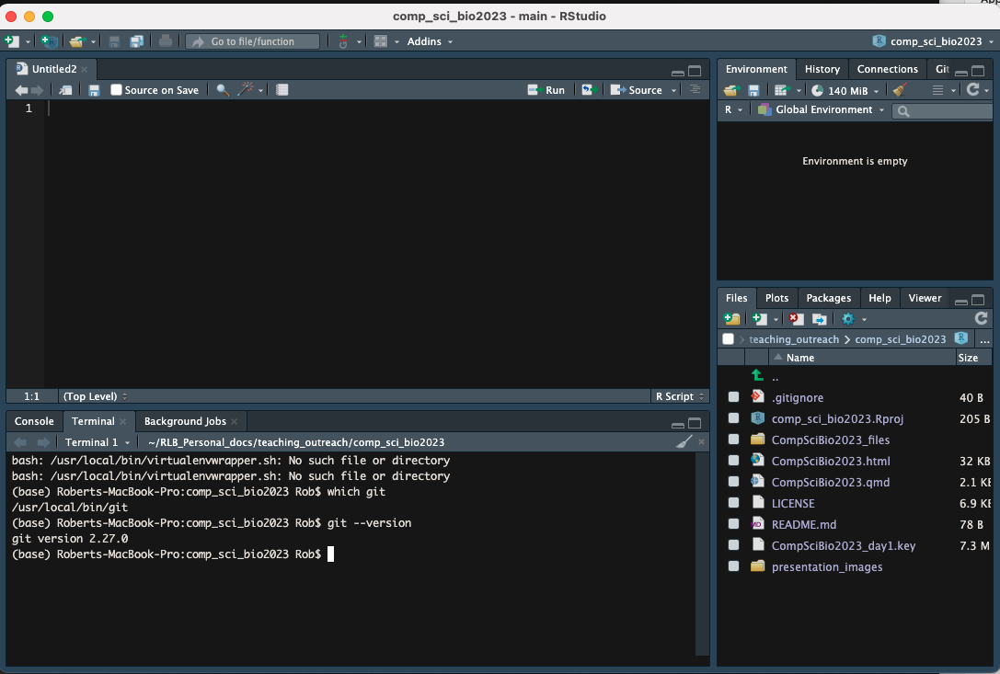 comp_sci_bio2023 - main - RStudio
Go to file/function
Addins
comp_sci_bio2023
Untitled2
Source on Save
Run
Source
1
1:1
(Top Level)
R Script
Console
Terminal
Background Jobs
Terminal 1
~/RLB_Personal_docs/teaching_outreach/comp_sci_bio2023
bash: /usr/local/bin/virtualenvwrapper.sh: No such file or directory
bash: /usr/local/bin/virtualenvwrapper.sh: No such file or directory
(base) Roberts-MacBook-Pro:comp_sci_bio2023 Rob$ which git
/usr/local/bin/git
(base) Roberts-MacBook-Pro:comp_sci_bio2023 Rob$ git --version
git version 2.27.0
(base) Roberts-MacBook-Pro:comp_sci_bio2023 Rob$
Environment
History
Connections
Git
140 MiB
R
Global Environment
Environment is empty
Files
Plots
Packages
Help
Viewer
teaching_outreach
comp_sci_bio2023
...
Name
Size
..
.gitignore 40 B
comp_sci_bio2023.Rproj 205 B
CompSciBio2023_files
CompSciBio2023.html 32 KB
CompSciBio2023.qmd 2.1 KB
LICENSE 6.9 KB
README.md 78 B
CompSciBio2023_day1.key 7.3 M
presentation_images